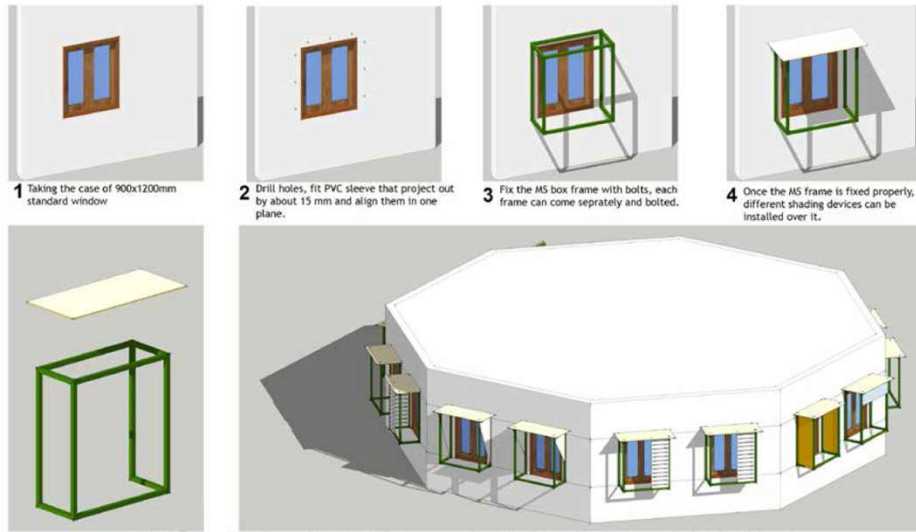 1 Taking the case of 900x1200mm
standard window
2 Drill holes, fit PVC sleeve that project out
by about 15 mm and align them in one
plane.
3 Fix the MS box frame with bolts, each
frame can come seprately and bolted.
4 Once the MS frame is fixed properly,
different shading devices can be
installed over it.